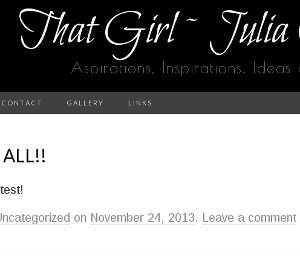 That Girl ~ Julia
Aspirations, Inspirations, Ideas
CONTACT GALLERY LINKS
ALL!!
test!
Uncategorized on November 24, 2013. Leave a comment